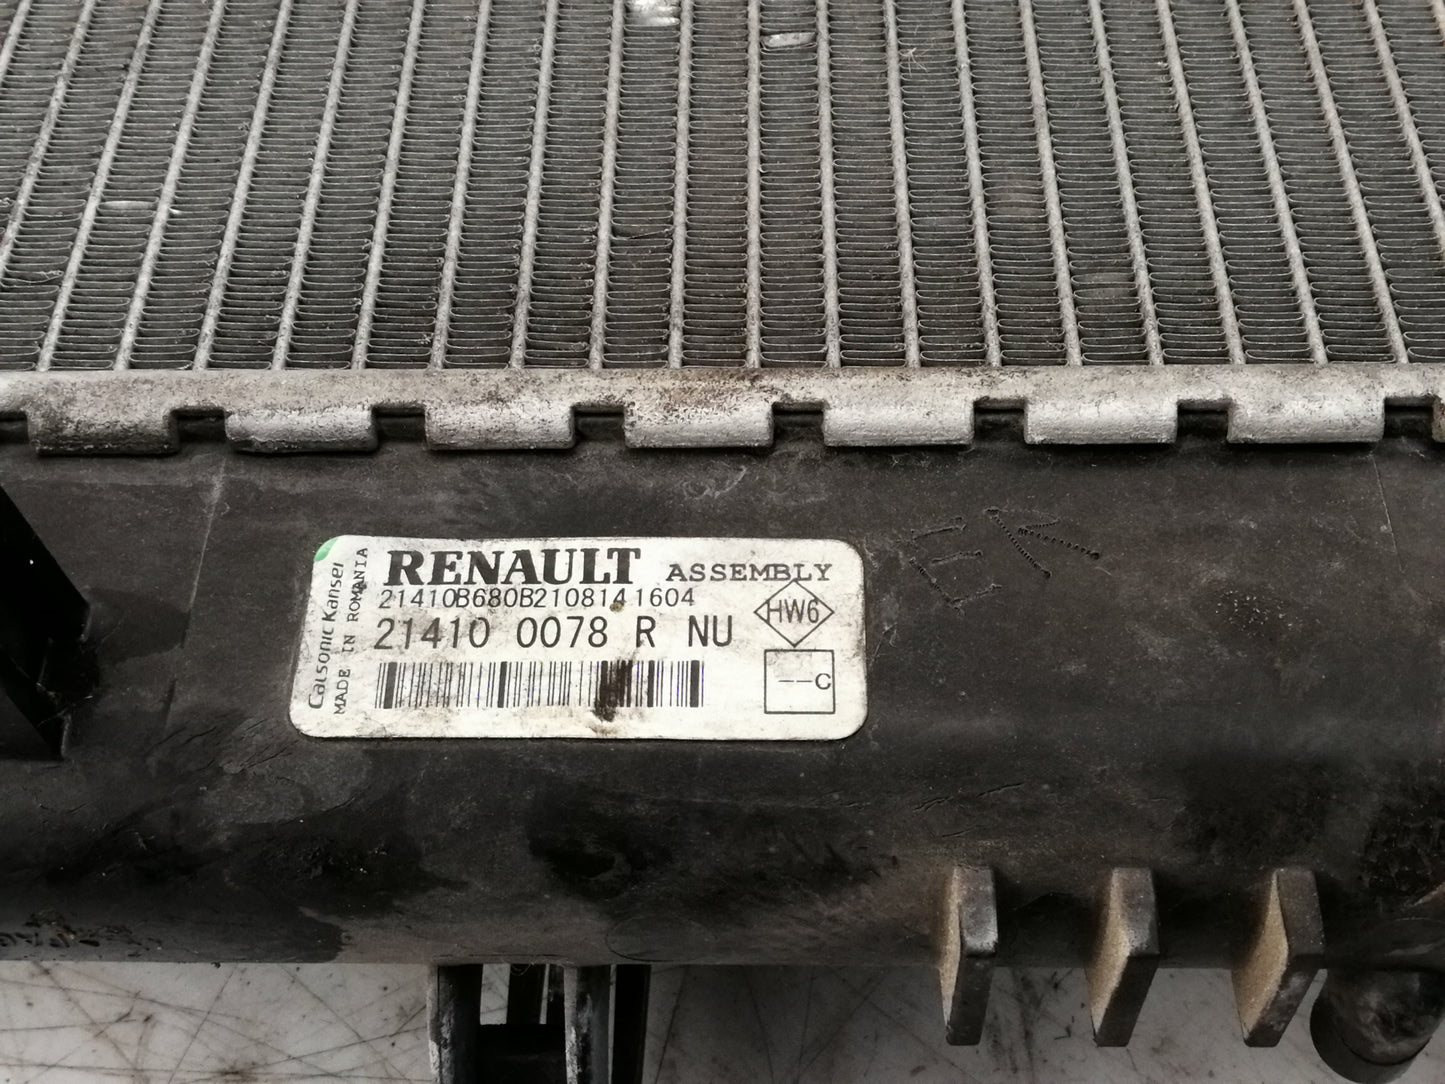 Calsonic Kansei
MADE IN ROMANIA
RENAULT ASSEMBLY
21410B680B2108141604
HW6
21410 0078 R NU
--C